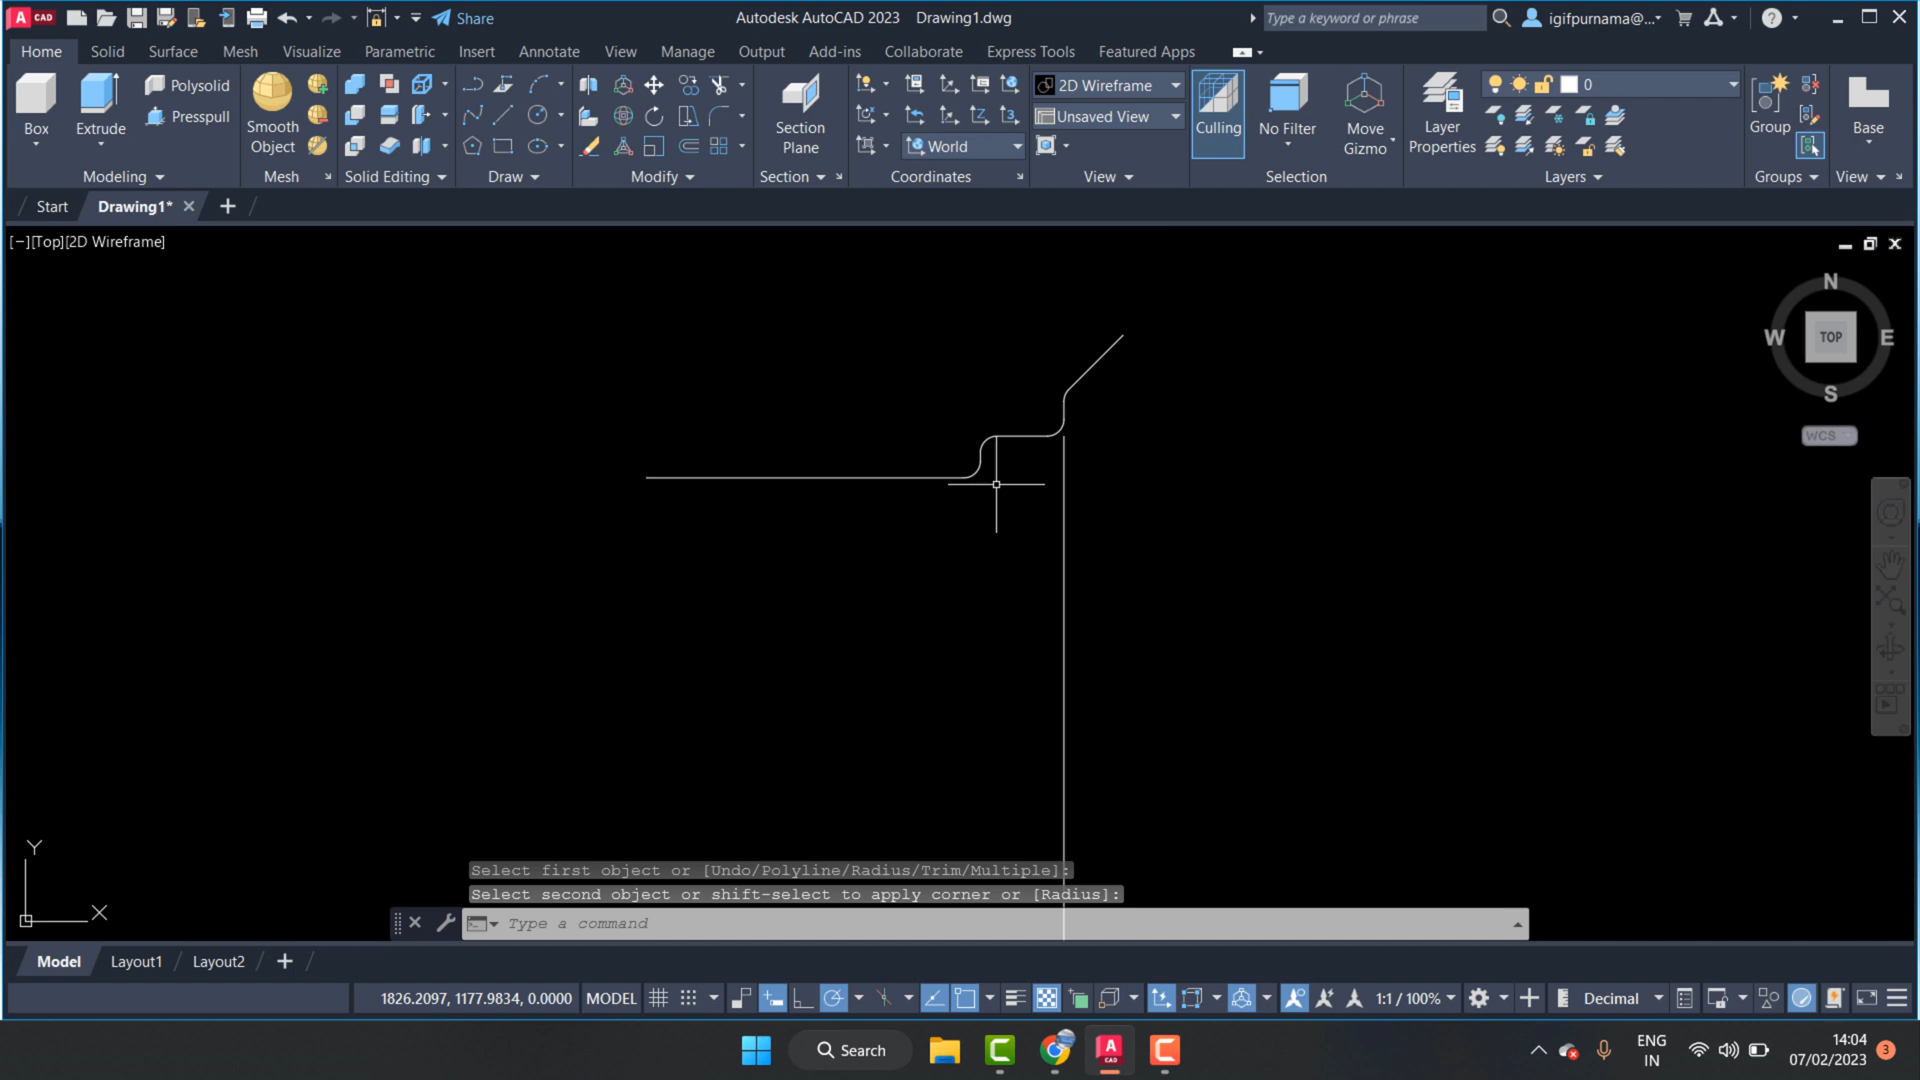 A CAD
Share
Autodesk AutoCAD 2023 Drawing1.dwg
Type a keyword or phrase
igifpurnama@...
Home Solid Surface Mesh Visualize Parametric Insert Annotate View Manage Output Add-ins Collaborate Express Tools Featured Apps
Box
Extrude
Polysolid
Presspull
Modeling
Smooth
Object
Mesh
Solid Editing
Draw
Modify
Section
Plane
Section
World
Coordinates
2D Wireframe
Unsaved View
View
Culling
No Filter
Move
Gizmo
Selection
Layer
Properties
0
Layers
Group
Groups
Base
View
Start
Drawing1*
[−][Top][2D Wireframe]
N
W
TOP
E
S
WCS
Y
X
Select first object or [Undo/Polyline/Radius/Trim/Multiple]:
Select second object or shift-select to apply corner or [Radius]:
Type a command
Model Layout1 Layout2
1826.2097, 1177.9834, 0.0000 MODEL 1:1 / 100% Decimal
Search
A CAD
ENG
IN
14:04
07/02/2023
3